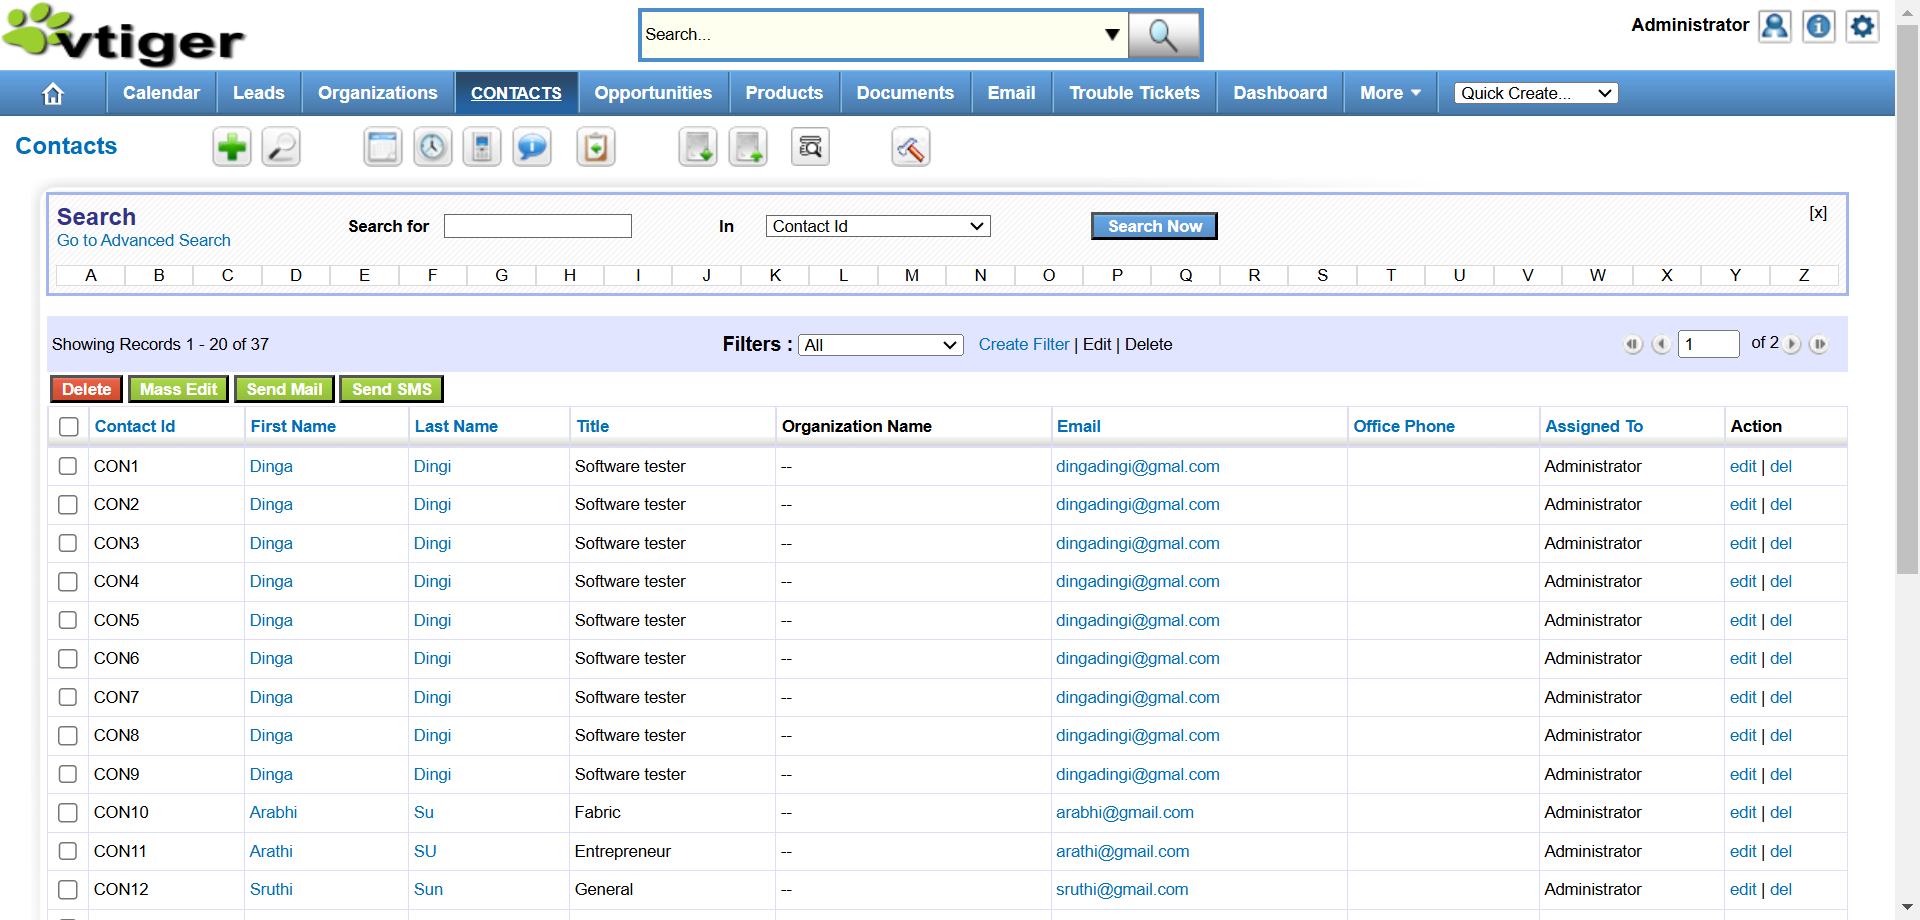 vtiger
Search...
Administrator
Calendar Leads Organizations CONTACTS Opportunities Products Documents Email Trouble Tickets Dashboard More Quick Create...
Contacts
Search
Go to Advanced Search
Search for In Contact Id Search Now [x]
A B C D E F G H I J K L M N O P Q R S T U V W X Y Z
Showing Records 1 - 20 of 37 Filters : All Create Filter | Edit | Delete 1 of 2
Delete Mass Edit Send Mail Send SMS
Contact Id First Name Last Name Title Organization Name Email Office Phone Assigned To Action
CON1 Dinga Dingi Software tester -- dingadingi@gmal.com Administrator edit | del
CON2 Dinga Dingi Software tester -- dingadingi@gmal.com Administrator edit | del
CON3 Dinga Dingi Software tester -- dingadingi@gmal.com Administrator edit | del
CON4 Dinga Dingi Software tester -- dingadingi@gmal.com Administrator edit | del
CON5 Dinga Dingi Software tester -- dingadingi@gmal.com Administrator edit | del
CON6 Dinga Dingi Software tester -- dingadingi@gmal.com Administrator edit | del
CON7 Dinga Dingi Software tester -- dingadingi@gmal.com Administrator edit | del
CON8 Dinga Dingi Software tester -- dingadingi@gmal.com Administrator edit | del
CON9 Dinga Dingi Software tester -- dingadingi@gmal.com Administrator edit | del
CON10 Arabhi Su Fabric -- arabhi@gmail.com Administrator edit | del
CON11 Arathi SU Entrepreneur -- arathi@gmail.com Administrator edit | del
CON12 Sruthi Sun General -- sruthi@gmail.com Administrator edit | del